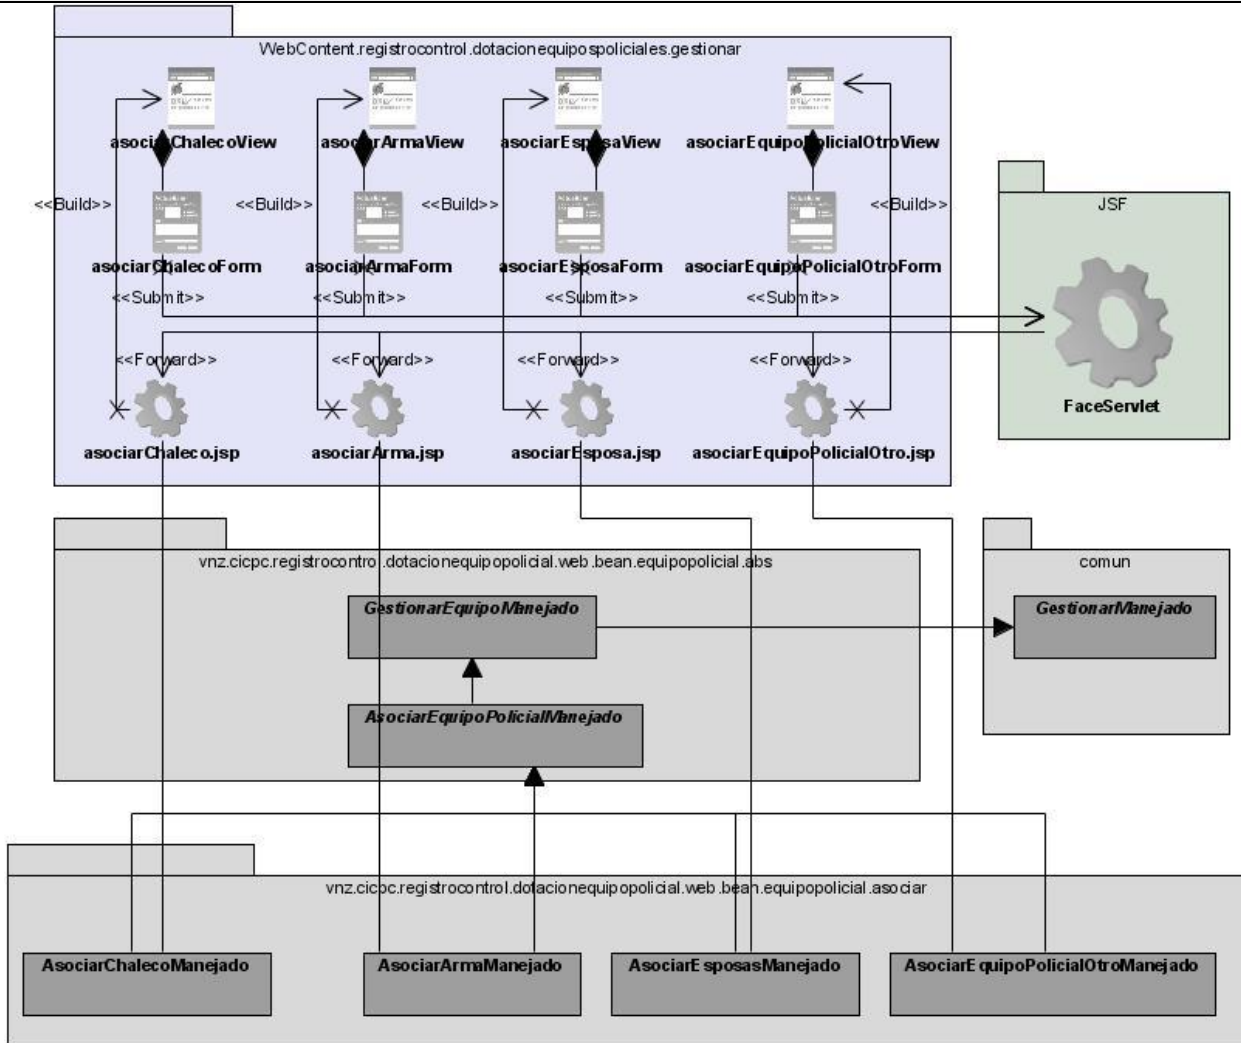 WebContent.registrocontrol.dotacionequipospoliciales.gestionar
asociarChalecoView
asociarArmaView
asociarEsposaView
asociarEquipoPolicialOtroView
<<Build>>
<<Build>>
<<Build>>
<<Build>>
JSF
asociarChalecoForm
asociarArmaForm
asociarEsposaForm
asociarEquipoPolicialOtroForm
<<Submit>>
<<Submit>>
<<Submit>>
<<Submit>>
<<Forward>>
<<Forward>>
<<Forward>>
<<Forward>>
FaceServlet
asociarChaleco.jsp
asociarArma.jsp
asociarEsposa.jsp
asociarEquipoPolicialOtro.jsp
vnz.cicpc.registrocontrol.dotacionequipopolicial.web.bean.equipopolicial.abs
comun
GestionarEquipoManejado
GestionarManejado
AsociarEquipoPolicialManejado
vnz.cicpc.registrocontrol.dotacionequipopolicial.web.bean.equipopolicial.asociar
AsociarChalecoManejado
AsociarArmaManejado
AsociarEsposasManejado
AsociarEquipoPolicialOtroManejado